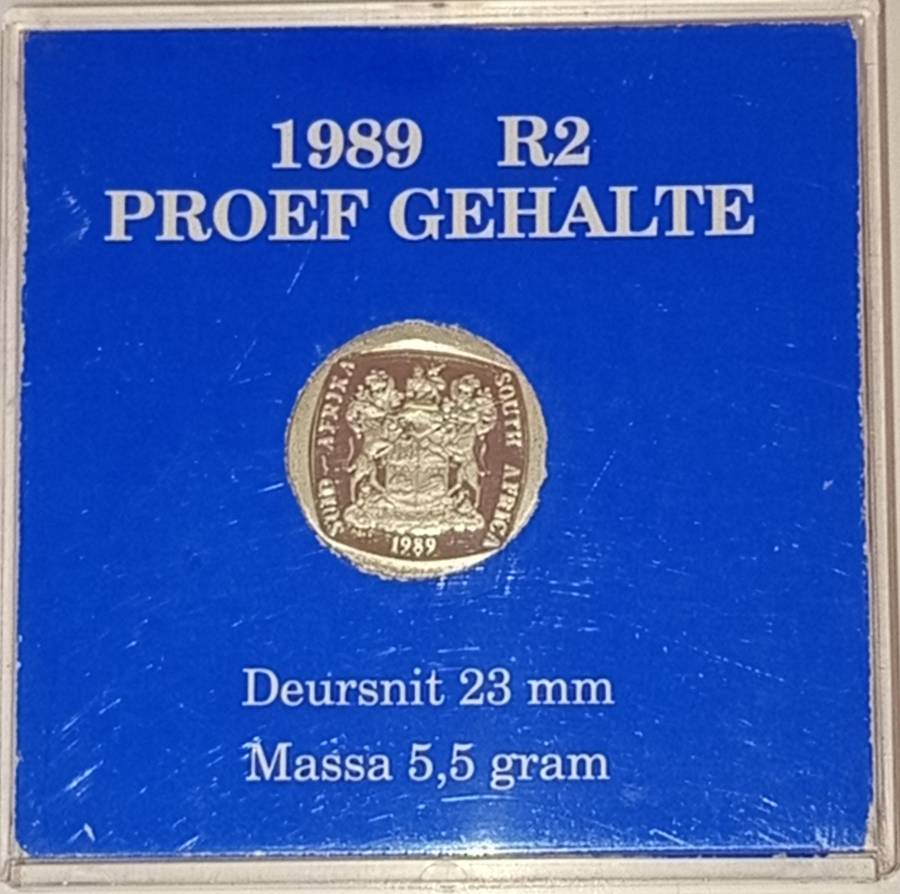 1989 R2
PROEF GEHALTE
SUID-AFRIKA
SOUTH AFRICA
1989
Deursnit 23 mm
Massa 5,5 gram